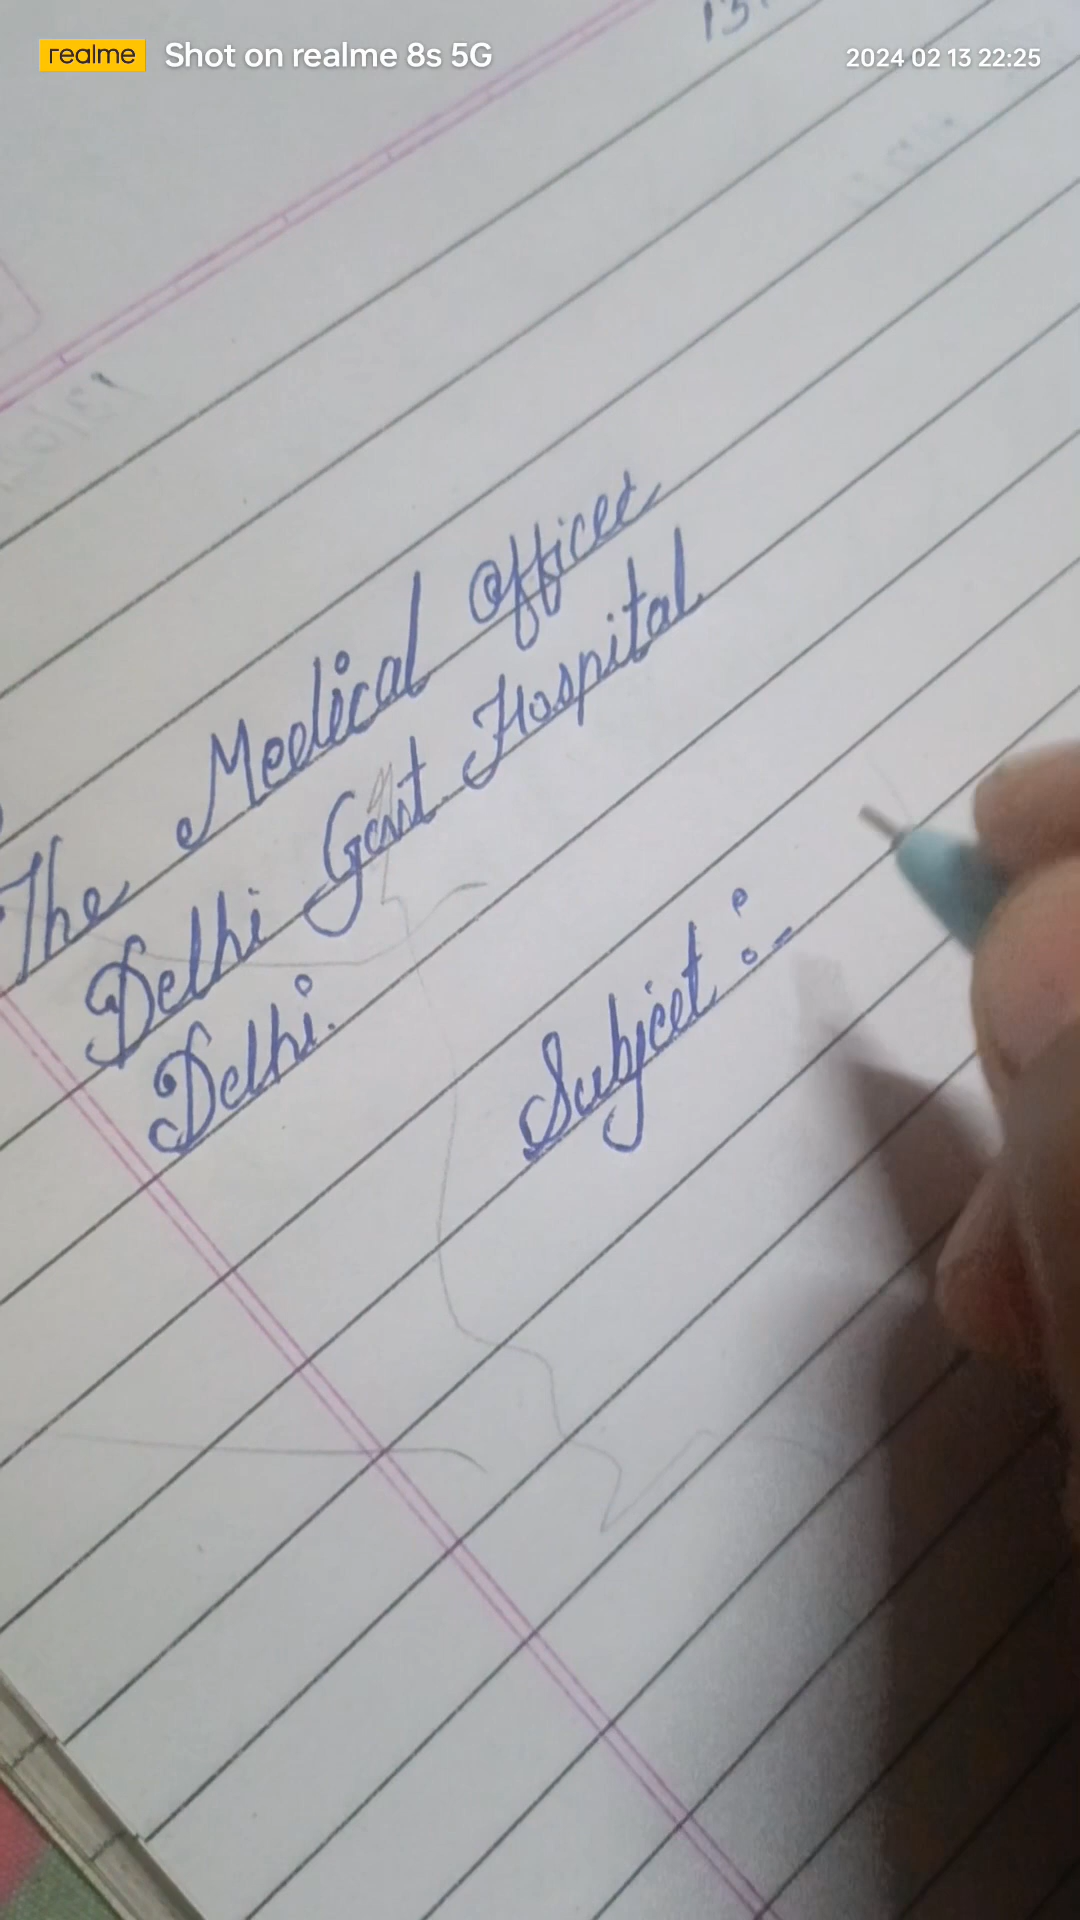 realme Shot on realme 8s 5G
2024 02 13 22:25
13
The Medical Officer
Delhi Govt Hospital
Delhi.
Subject :-